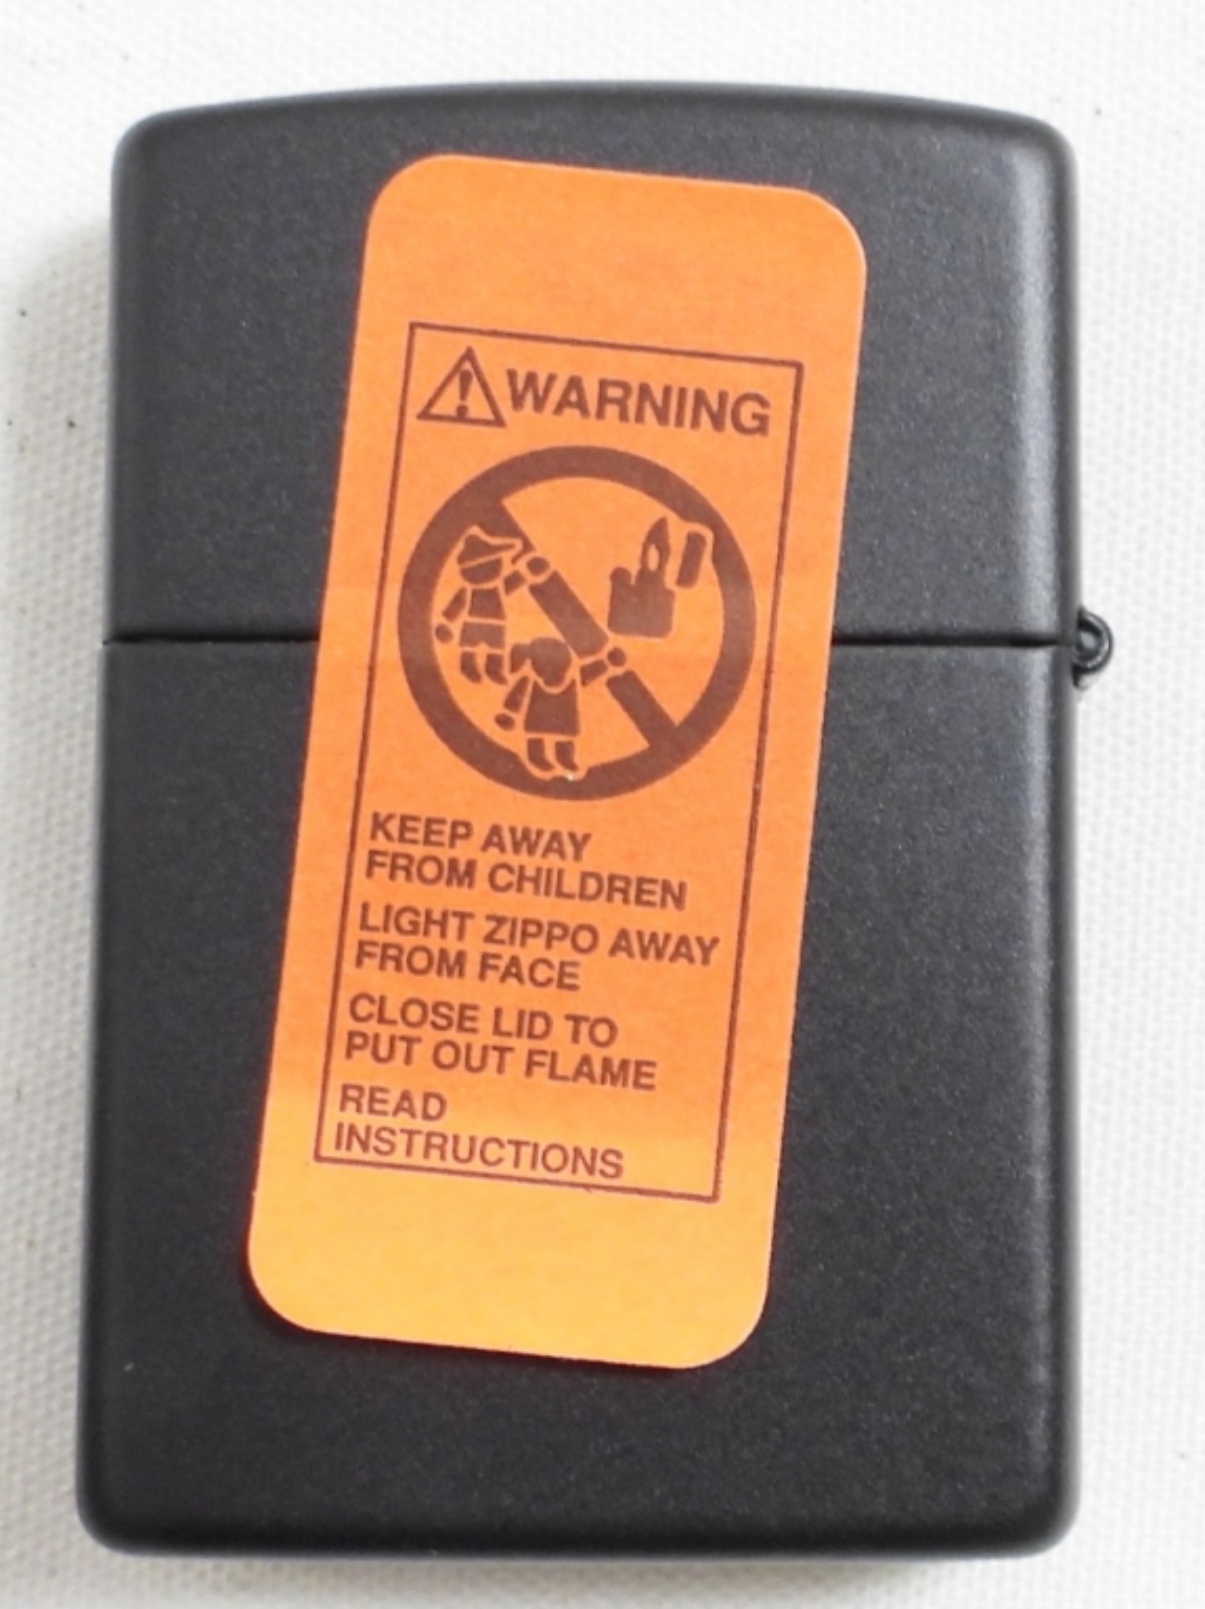 WARNING
KEEP AWAY
FROM CHILDREN
LIGHT ZIPPO AWAY
FROM FACE
CLOSE LID TO
PUT OUT FLAME
READ
INSTRUCTIONS